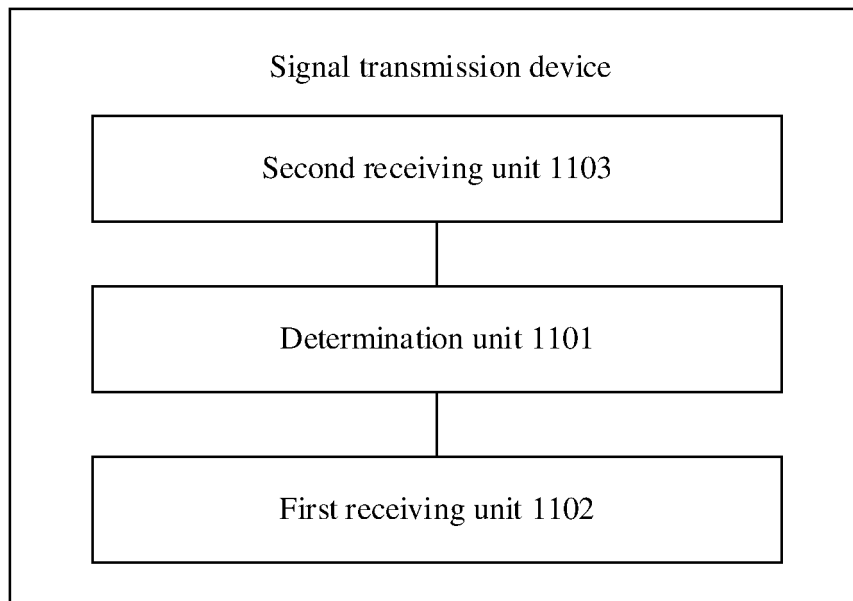 Signal transmission device
Second receiving unit 1103
Determination unit 1101
First receiving unit 1102